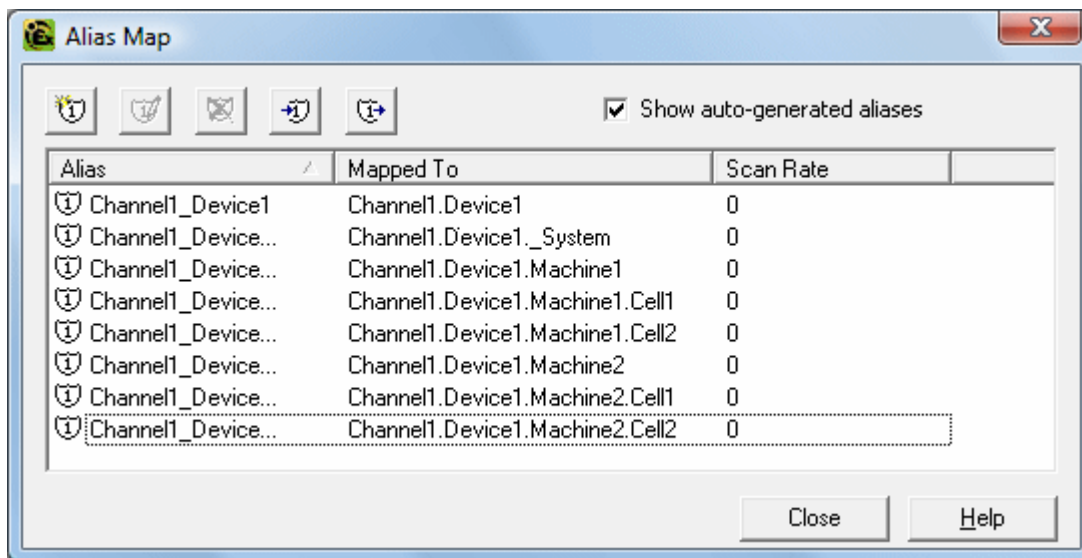 Alias Map
Show auto-generated aliases
Alias Mapped To Scan Rate
Channel1_Device1 Channel1.Device1 0
Channel1_Device... Channel1.Device1._System 0
Channel1_Device... Channel1.Device1.Machine1 0
Channel1_Device... Channel1.Device1.Machine1.Cell1 0
Channel1_Device... Channel1.Device1.Machine1.Cell2 0
Channel1_Device... Channel1.Device1.Machine2 0
Channel1_Device... Channel1.Device1.Machine2.Cell1 0
Channel1_Device... Channel1.Device1.Machine2.Cell2 0
Close Help